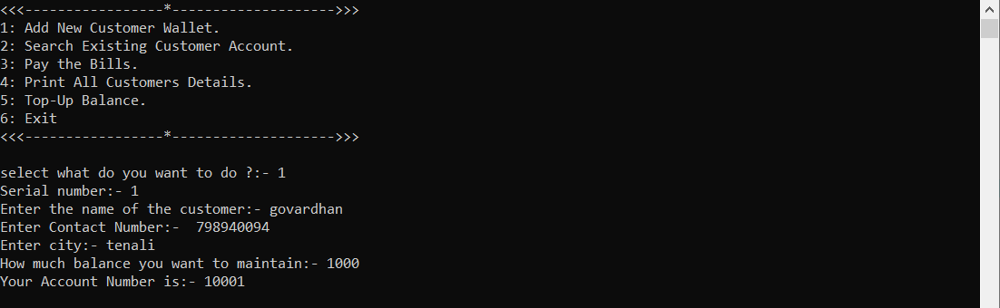 <<<-----------------*-------------------->>>
1: Add New Customer Wallet.
2: Search Existing Customer Account.
3: Pay the Bills.
4: Print All Customers Details.
5: Top-Up Balance.
6: Exit
<<<-----------------*-------------------->>>
select what do you want to do ?:- 1
Serial number:- 1
Enter the name of the customer:- govardhan
Enter Contact Number:-  798940094
Enter city:- tenali
How much balance you want to maintain:- 1000
Your Account Number is:- 10001